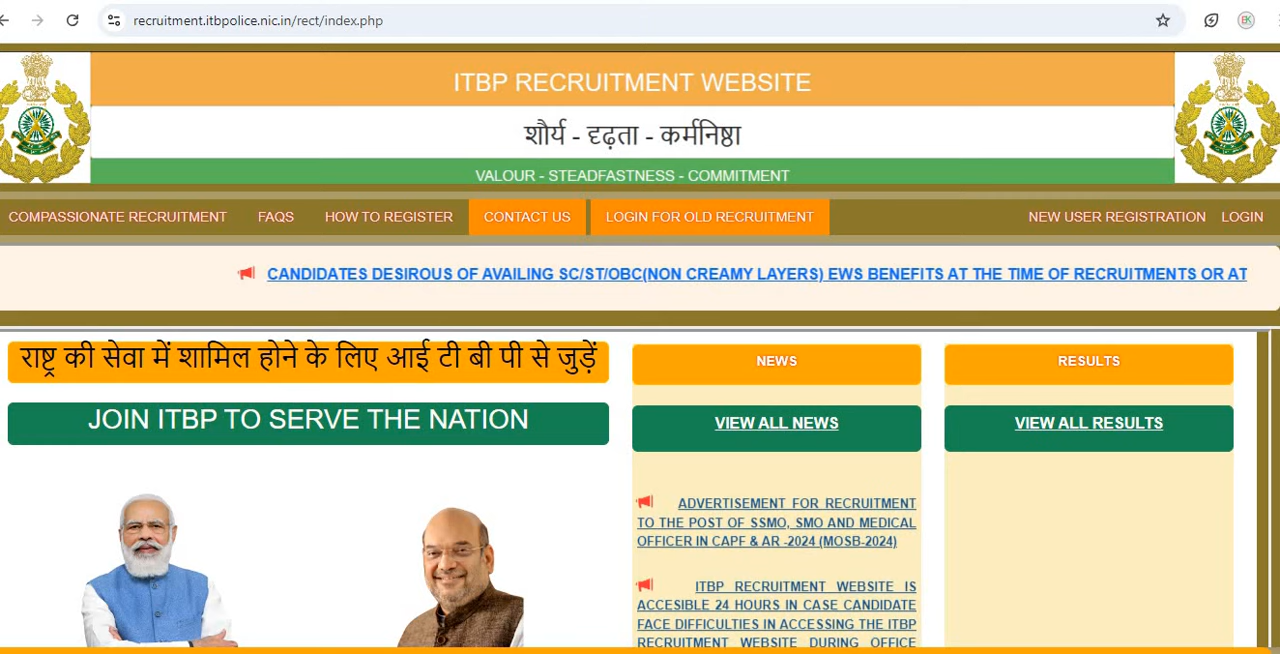 recruitment.itbpolice.nic.in/rect/index.php
ITBP RECRUITMENT WEBSITE
शौर्य - दृढ़ता - कर्मनिष्ठा
VALOUR - STEADFASTNESS - COMMITMENT
COMPASSIONATE RECRUITMENT FAQS HOW TO REGISTER CONTACT US LOGIN FOR OLD RECRUITMENT NEW USER REGISTRATION LOGIN
CANDIDATES DESIROUS OF AVAILING SC/ST/OBC(NON CREAMY LAYERS) EWS BENEFITS AT THE TIME OF RECRUITMENTS OR AT
राष्ट्र की सेवा में शामिल होने के लिए आई टी बी पी से जुड़ें
JOIN ITBP TO SERVE THE NATION
NEWS
VIEW ALL NEWS
ADVERTISEMENT FOR RECRUITMENT
TO THE POST OF SSMO, SMO AND MEDICAL
OFFICER IN CAPF & AR -2024 (MOSB-2024)
ITBP RECRUITMENT WEBSITE IS
ACCESIBLE 24 HOURS IN CASE CANDIDATE
FACE DIFFICULTIES IN ACCESSING THE ITBP
RECRUITMENT WEBSITE DURING OFFICE
RESULTS
VIEW ALL RESULTS